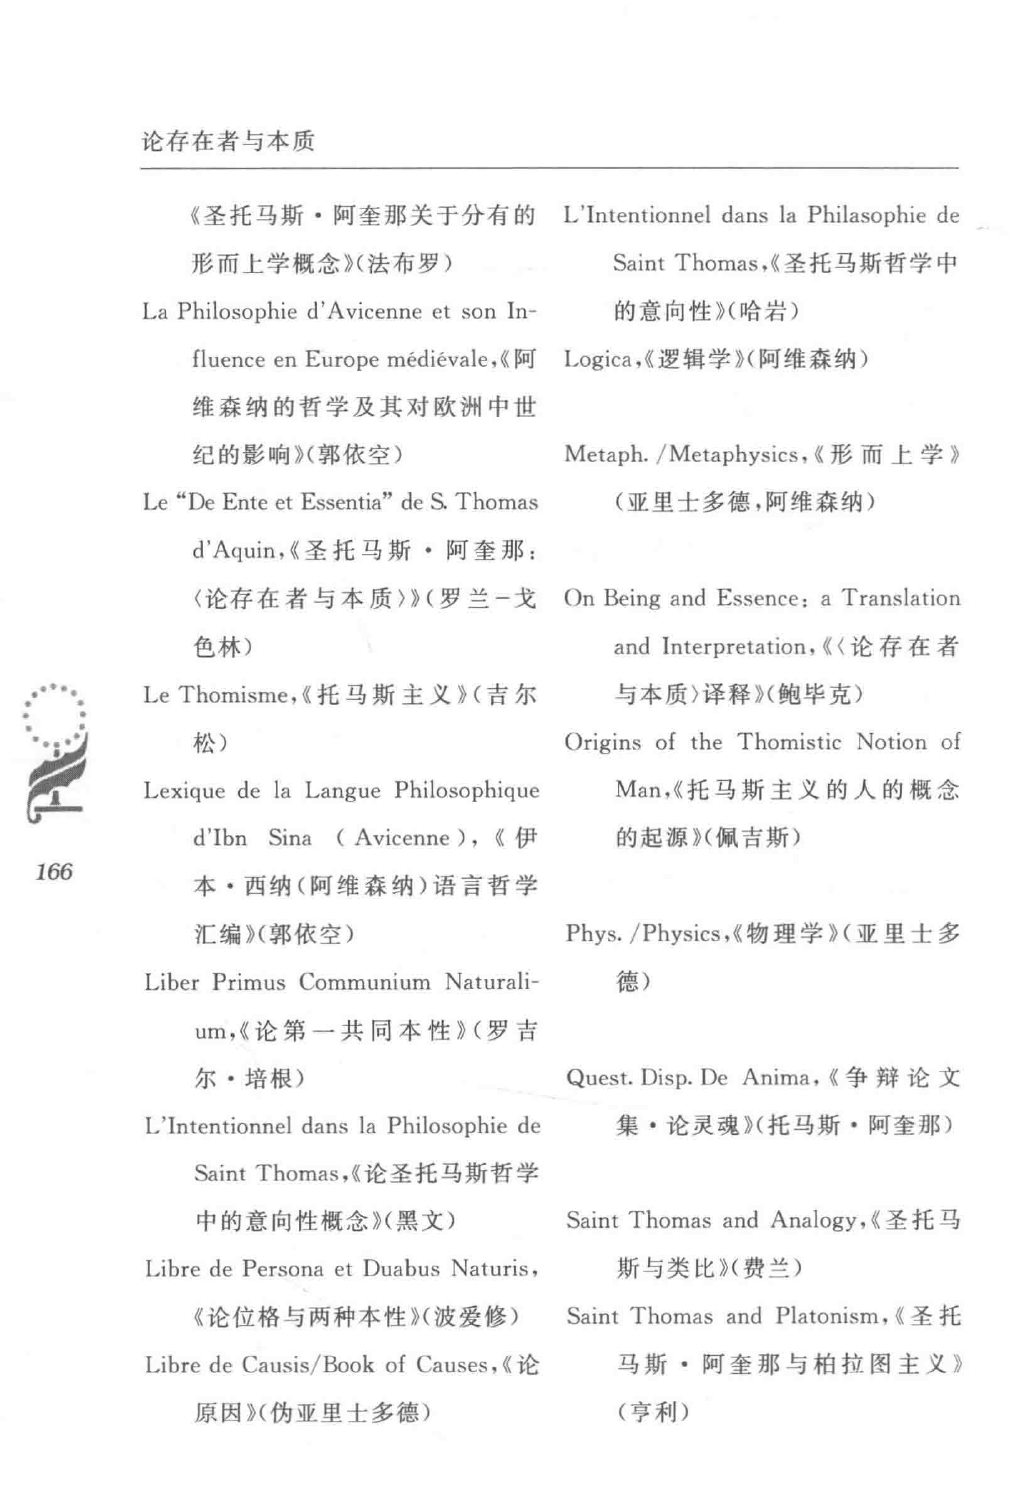 论存在者与本质
《圣托马斯·阿奎那关于分有的
形而上学概念》(法布罗)
La Philosophie d'Avicenne et son In-
fluence en Europe médiévale,《阿
维森纳的哲学及其对欧洲中世
纪的影响》(郭依空)
Le “De Ente et Essentia” de S. Thomas
d'Aquin,《圣托马斯·阿奎那:
〈论存在者与本质〉》(罗兰-戈
色林)
Le Thomisme,《托马斯主义》(吉尔
松)
Lexique de la Langue Philosophique
d'Ibn Sina (Avicenne),《伊
本·西纳(阿维森纳)语言哲学
汇编》(郭依空)
Liber Primus Communium Naturali-
um,《论第一共同本性》(罗吉
尔·培根)
L'Intentionnel dans la Philosophie de
Saint Thomas,《论圣托马斯哲学
中的意向性概念》(黑文)
Libre de Persona et Duabus Naturis,
《论位格与两种本性》(波爱修)
Libre de Causis/Book of Causes,《论
原因》(伪亚里士多德)
L'Intentionnel dans la Philasophie de
Saint Thomas,《圣托马斯哲学中
的意向性》(哈岩)
Logica,《逻辑学》(阿维森纳)
Metaph. /Metaphysics,《形而上学》
(亚里士多德,阿维森纳)
On Being and Essence: a Translation
and Interpretation,《〈论存在者
与本质〉译释》(鲍毕克)
Origins of the Thomistic Notion of
Man,《托马斯主义的人的概念
的起源》(佩吉斯)
Phys. /Physics,《物理学》(亚里士多
德)
Quest. Disp. De Anima,《争辩论文
集·论灵魂》(托马斯·阿奎那)
Saint Thomas and Analogy,《圣托马
斯与类比》(费兰)
Saint Thomas and Platonism,《圣托
马斯·阿奎那与柏拉图主义》
(亨利)
166